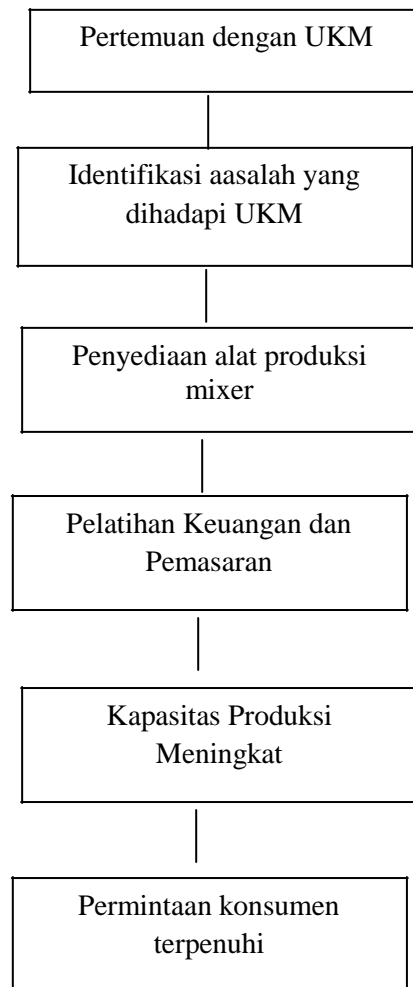 Pertemuan dengan UKM
Identifikasi aasalah yang
dihadapi UKM
Penyediaan alat produksi
mixer
Pelatihan Keuangan dan
Pemasaran
Kapasitas Produksi
Meningkat
Permintaan konsumen
terpenuhi